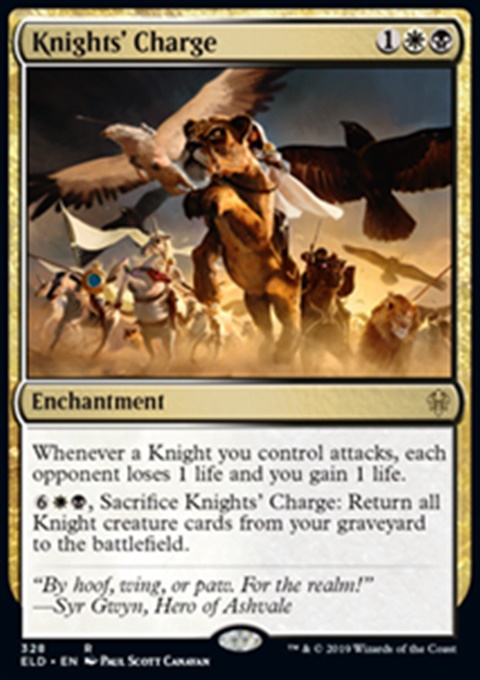 Knights' Charge 1
Enchantment
Whenever a Knight you control attacks, each
opponent loses 1 life and you gain 1 life.
6, Sacrifice Knights' Charge: Return all
Knight creature cards from your graveyard
to the battlefield.
"By hoof, wing, or paw. For the realm!"
—Syr Gwyn, Hero of Ashvale
328 R
ELD • EN Paul Scott Canavan
™ & © 2019 Wizards of the Coast